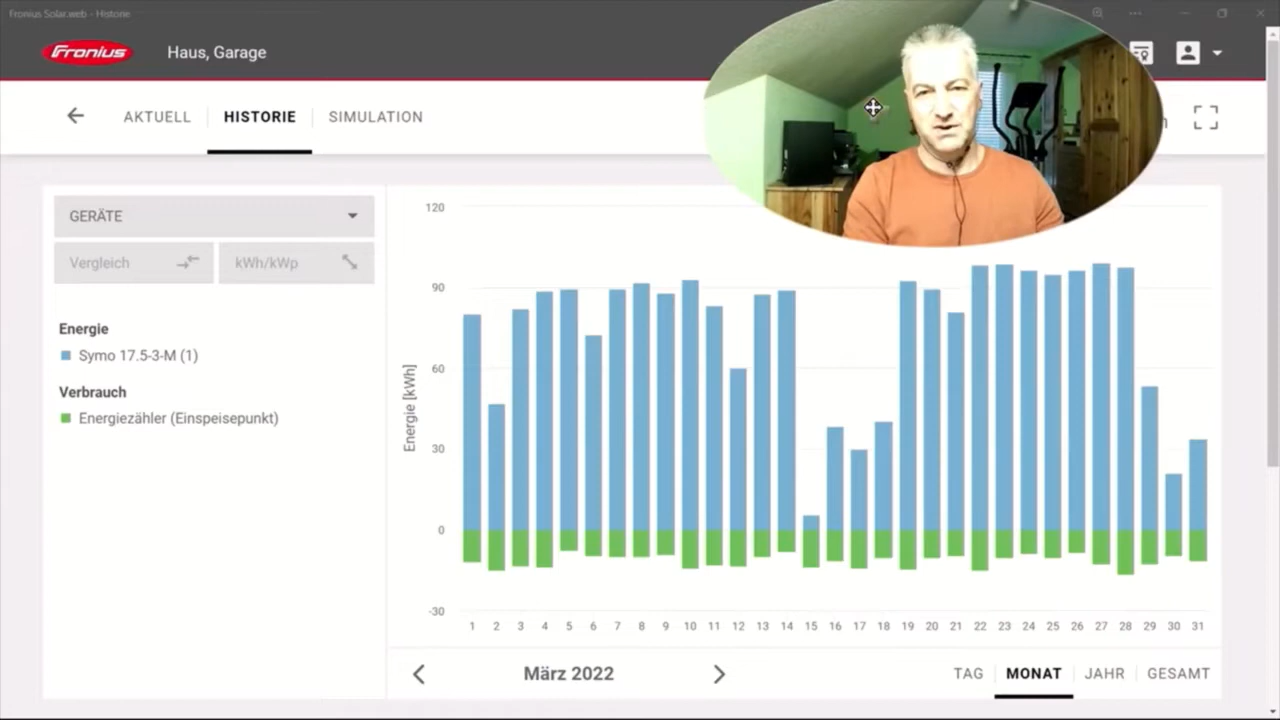 Fronius Solar.web - Historie
Fronius
Haus, Garage
AKTUELL
HISTORIE
SIMULATION
GERÄTE
Vergleich
kWh/kWp
Energie
Symo 17.5-3-M (1)
Verbrauch
Energiezähler (Einspeisepunkt)
Energie [kWh]
120
90
60
30
0
-30
1 2 3 4 5 6 7 8 9 10 11 12 13 14 15 16 17 18 19 20 21 22 23 24 25 26 27 28 29 30 31
März 2022
TAG
MONAT
JAHR
GESAMT